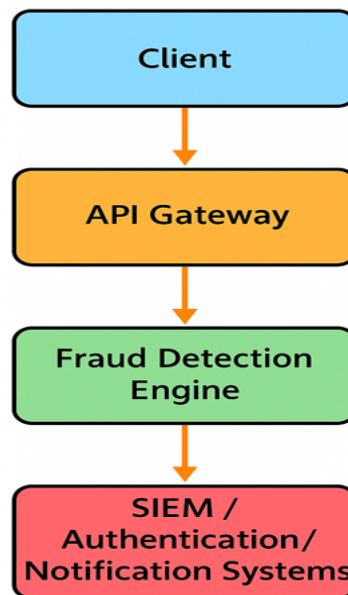 Client
API Gateway
Fraud Detection
Engine
SIEM /
Authentication/
Notification Systems